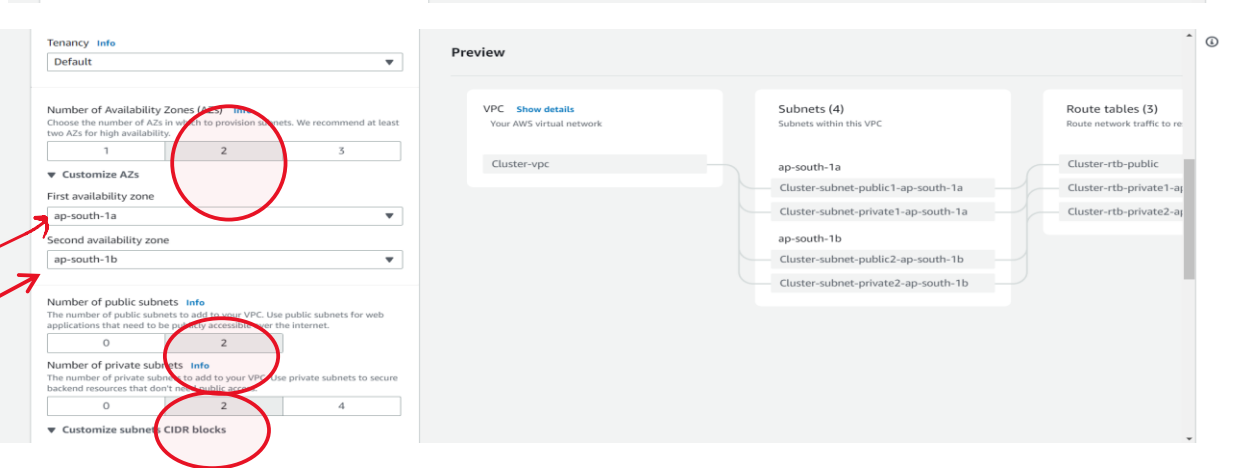 Tenancy Info
Default
Number of Availability Zones (AZs) Info
Choose the number of AZs in which to provision subnets. We recommend at least
two AZs for high availability.
1 2 3
Customize AZs
First availability zone
ap-south-1a
Second availability zone
ap-south-1b
Number of public subnets Info
The number of public subnets to add to your VPC. Use public subnets for web
applications that need to be publicly accessible over the internet.
0 2
Number of private subnets Info
The number of private subnets to add to your VPC. Use private subnets to secure
backend resources that don't need public access.
0 2 4
Customize subnets CIDR blocks
Preview
VPC Show details
Your AWS virtual network
Cluster-vpc
Subnets (4)
Subnets within this VPC
ap-south-1a
Cluster-subnet-public1-ap-south-1a
Cluster-subnet-private1-ap-south-1a
ap-south-1b
Cluster-subnet-public2-ap-south-1b
Cluster-subnet-private2-ap-south-1b
Route tables (3)
Route network traffic to re
Cluster-rtb-public
Cluster-rtb-private1-ap
Cluster-rtb-private2-ap